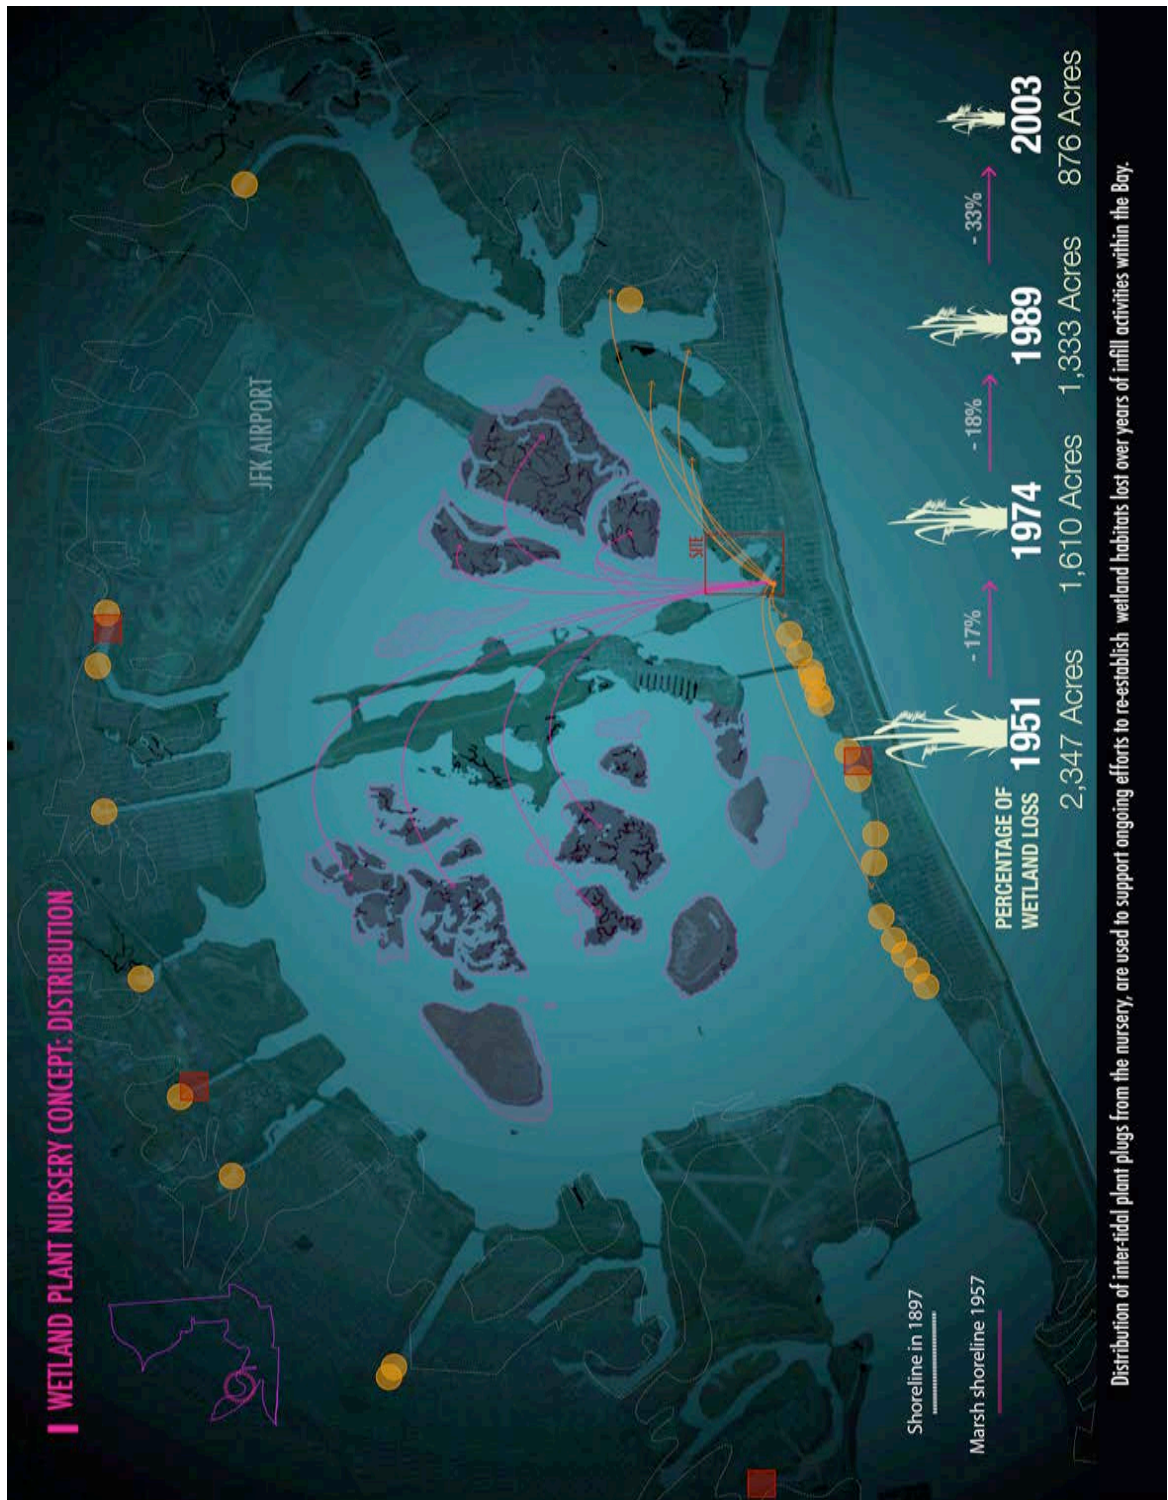 WETLAND PLANT NURSERY CONCEPT: DISTRIBUTION
JFK AIRPORT
SITE
Shoreline in 1897
Marsh shoreline 1957
PERCENTAGE OF
WETLAND LOSS
- 17%
- 18%
- 33%
1951
1974
1989
2003
2,347 Acres
1,610 Acres
1,333 Acres
876 Acres
Distribution of inter-tidal plant plugs from the nursery, are used to support ongoing efforts to re-establish wetland habitats lost over years of infill activities within the Bay.